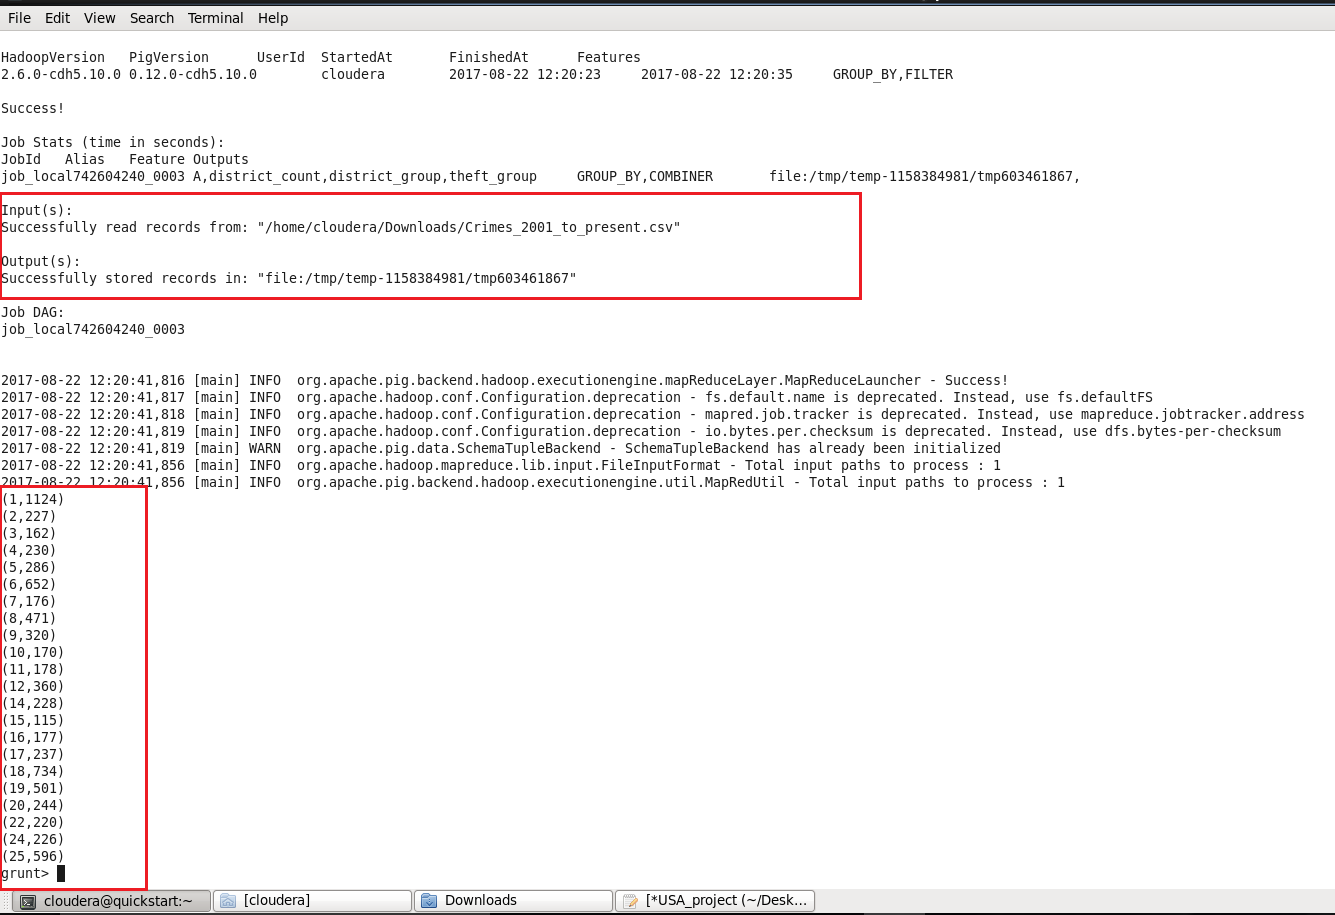 File Edit View Search Terminal Help
HadoopVersion PigVersion UserId StartedAt FinishedAt Features
2.6.0-cdh5.10.0 0.12.0-cdh5.10.0 cloudera 2017-08-22 12:20:23 2017-08-22 12:20:35 GROUP_BY,FILTER
Success!
Job Stats (time in seconds):
JobId Alias Feature Outputs
job_local742604240_0003 A,district_count,district_group,theft_group GROUP_BY,COMBINER file:/tmp/temp-1158384981/tmp603461867,
Input(s):
Successfully read records from: "/home/cloudera/Downloads/Crimes_2001_to_present.csv"
Output(s):
Successfully stored records in: "file:/tmp/temp-1158384981/tmp603461867"
Job DAG:
job_local742604240_0003
2017-08-22 12:20:41,816 [main] INFO org.apache.pig.backend.hadoop.executionengine.mapReduceLayer.MapReduceLauncher - Success!
2017-08-22 12:20:41,817 [main] INFO org.apache.hadoop.conf.Configuration.deprecation - fs.default.name is deprecated. Instead, use fs.defaultFS
2017-08-22 12:20:41,818 [main] INFO org.apache.hadoop.conf.Configuration.deprecation - mapred.job.tracker is deprecated. Instead, use mapreduce.jobtracker.address
2017-08-22 12:20:41,819 [main] INFO org.apache.hadoop.conf.Configuration.deprecation - io.bytes.per.checksum is deprecated. Instead, use dfs.bytes-per-checksum
2017-08-22 12:20:41,819 [main] WARN org.apache.pig.data.SchemaTupleBackend - SchemaTupleBackend has already been initialized
2017-08-22 12:20:41,856 [main] INFO org.apache.hadoop.mapreduce.lib.input.FileInputFormat - Total input paths to process : 1
2017-08-22 12:20:41,856 [main] INFO org.apache.pig.backend.hadoop.executionengine.util.MapRedUtil - Total input paths to process : 1
(1,1124)
(2,227)
(3,162)
(4,230)
(5,286)
(6,652)
(7,176)
(8,471)
(9,320)
(10,170)
(11,178)
(12,360)
(14,228)
(15,115)
(16,177)
(17,237)
(18,734)
(19,501)
(20,244)
(22,220)
(24,226)
(25,596)
grunt>
cloudera@quickstart:~ [cloudera] Downloads [*USA_project (~/Desk...